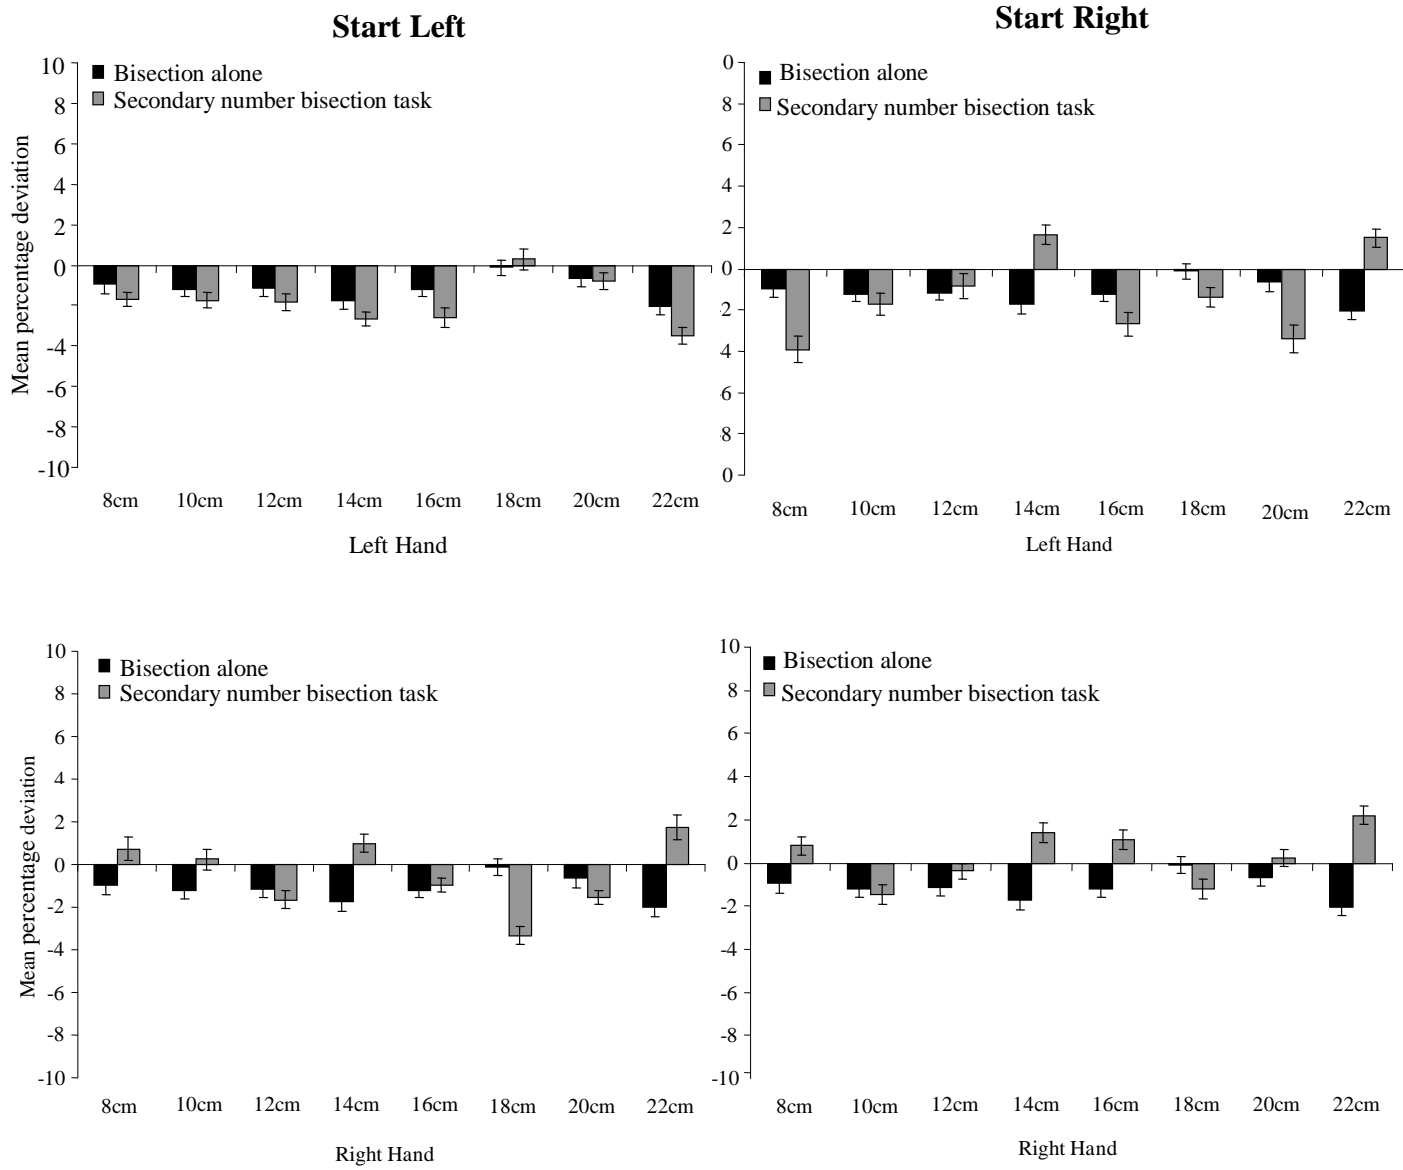 Start Left
Start Right
10
8
6
4
2
0
-4
-6
-8
-10
Mean percentage deviation
Bisection alone
Secondary number bisection task
8cm 10cm 12cm 14cm 16cm 18cm 20cm 22cm
Left Hand
0
8
6
4
2
0
-2
4
6
8
0
Bisection alone
Secondary number bisection task
8cm 10cm 12cm 14cm 16cm 18cm 20cm 22cm
Left Hand
10
8
6
4
2
0
-2
-4
-6
-8
-10
Mean percentage deviation
Bisection alone
Secondary number bisection task
8cm 10cm 12cm 14cm 16cm 18cm 20cm 22cm
Right Hand
10
8
6
4
2
0
-2
-4
-6
-8
-10
Bisection alone
Secondary number bisection task
8cm 10cm 12cm 14cm 16cm 18cm 20cm 22cm
Right Hand